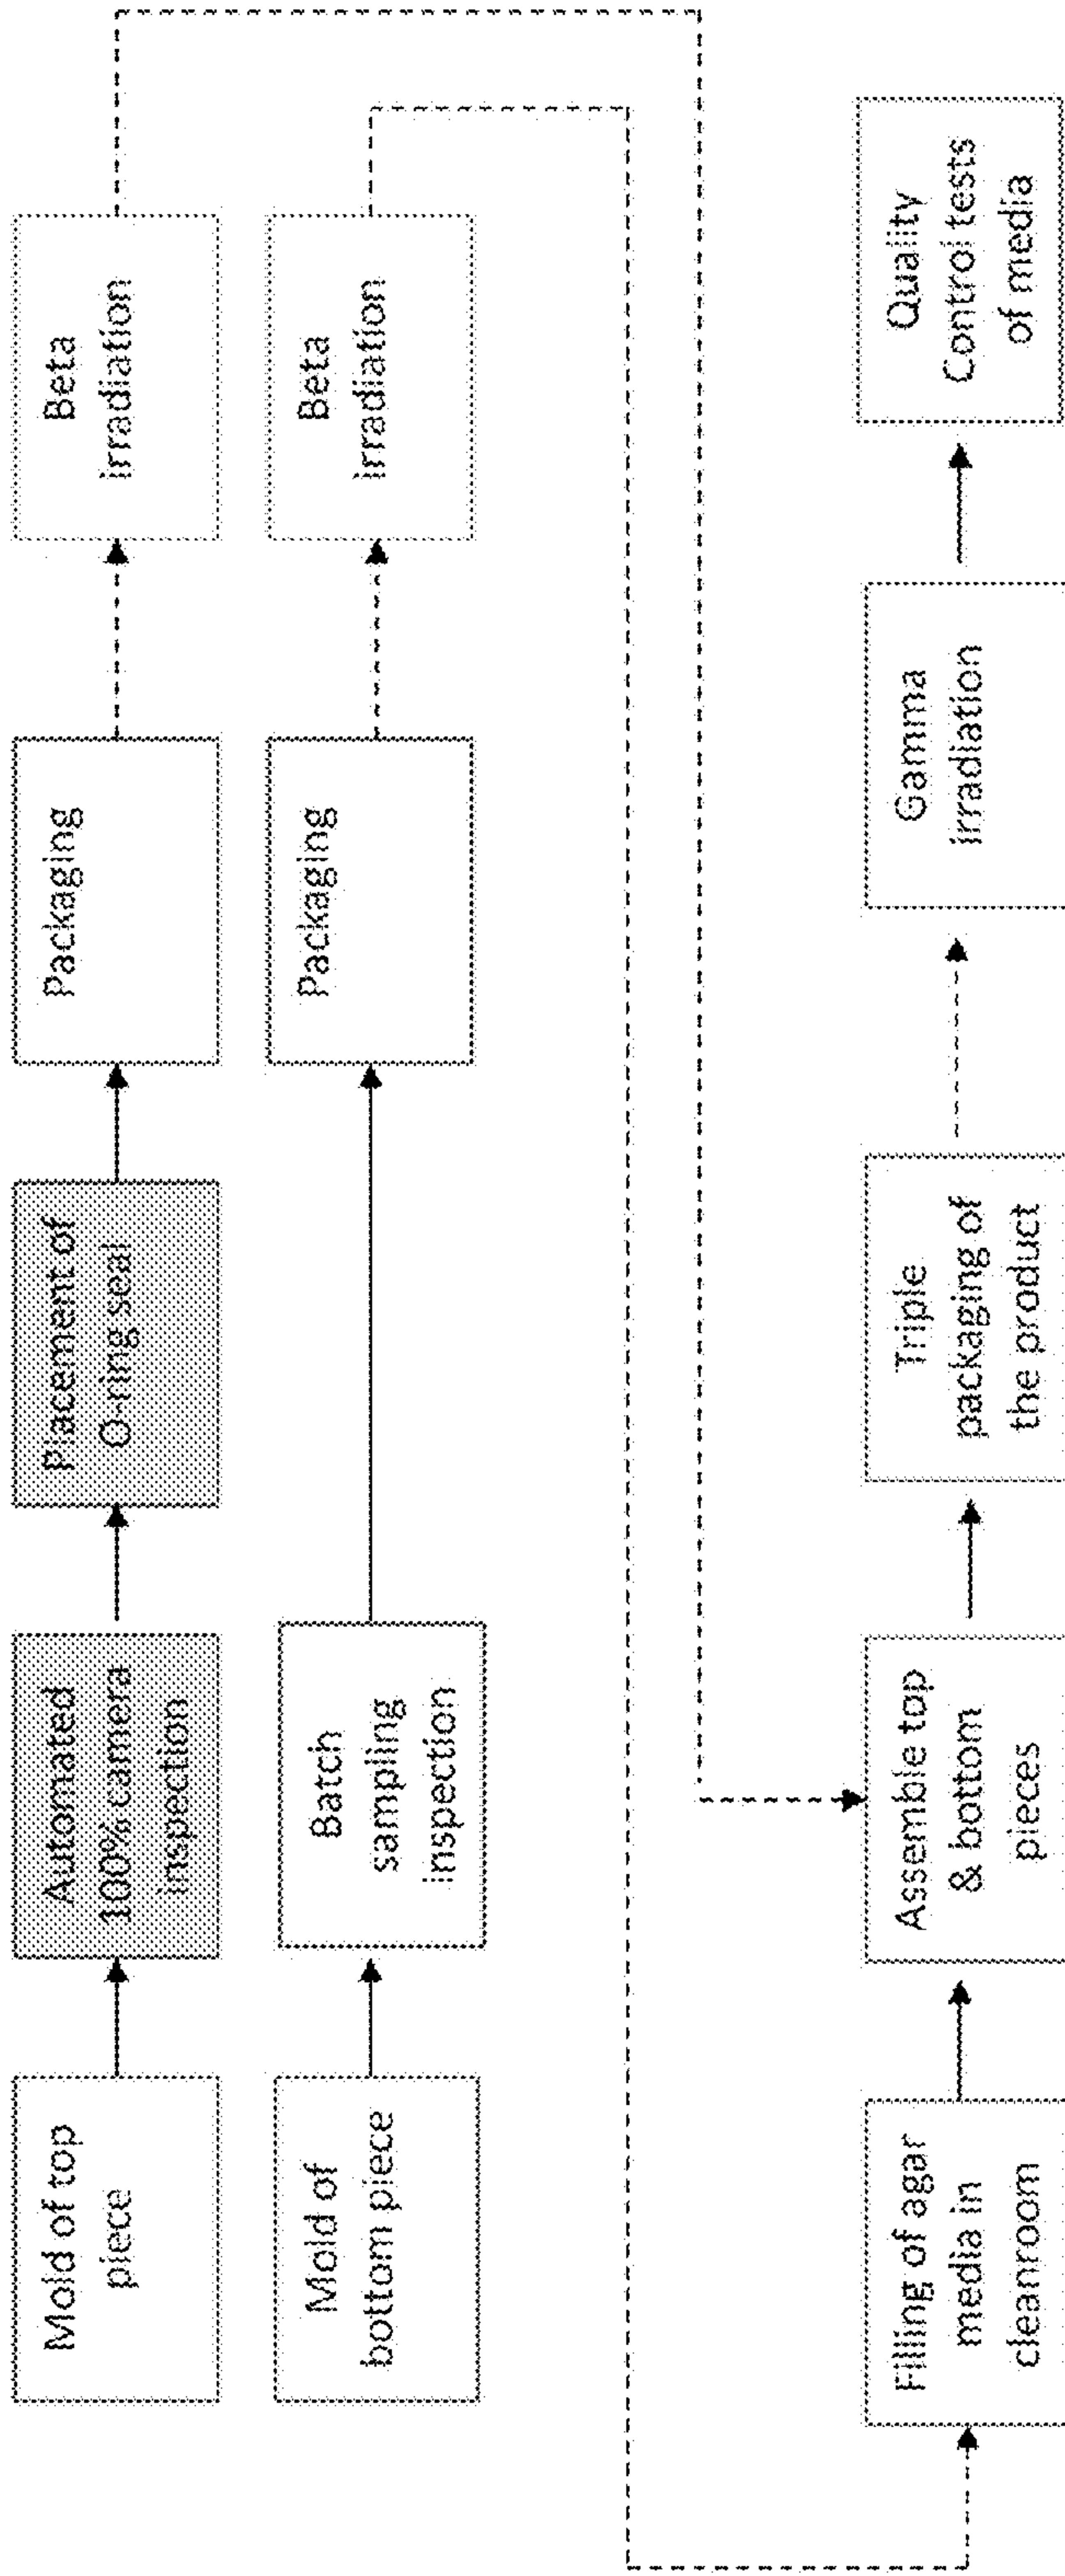 Mold of top
piece
Automated
100% camera
inspection
Placement of
O-ring seal
Packaging
Beta
irradiation
Mold of
bottom piece
Batch
sampling
inspection
Packaging
Beta
irradiation
Filling of agar
media in
cleanroom
Assemble top
& bottom
pieces
Triple
packaging of
the product
Gamma
irradiation
Quality
Control tests
of media